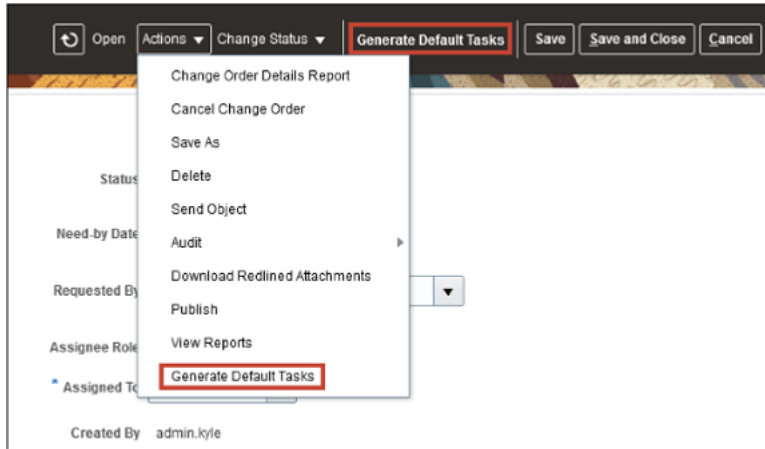 Open Actions Change Status Generate Default Tasks Save Save and Close Cancel
Change Order Details Report
Cancel Change Order
Save As
Status
Delete
Send Object
Need-by Date
Audit
Download Redlined Attachments
Requested By
Publish
View Reports
Assignee Role
Generate Default Tasks
* Assigned To
Created By admin.kyle